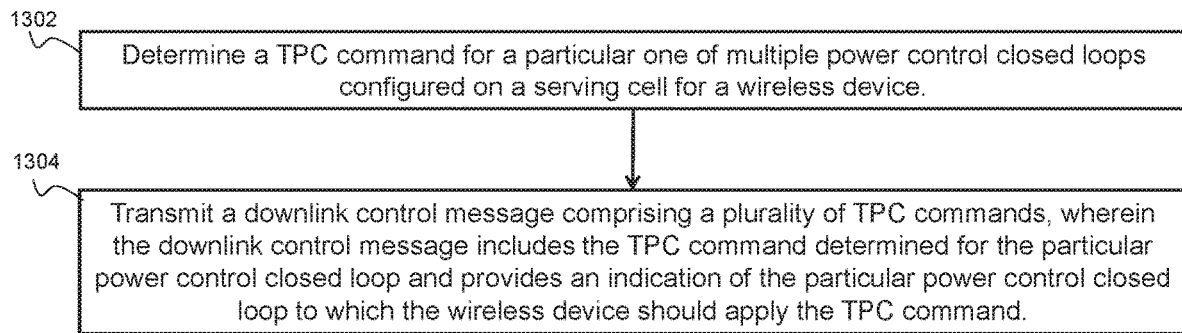 1302
Determine a TPC command for a particular one of multiple power control closed loops
configured on a serving cell for a wireless device.
1304
Transmit a downlink control message comprising a plurality of TPC commands, wherein
the downlink control message includes the TPC command determined for the particular
power control closed loop and provides an indication of the particular power control closed
loop to which the wireless device should apply the TPC command.